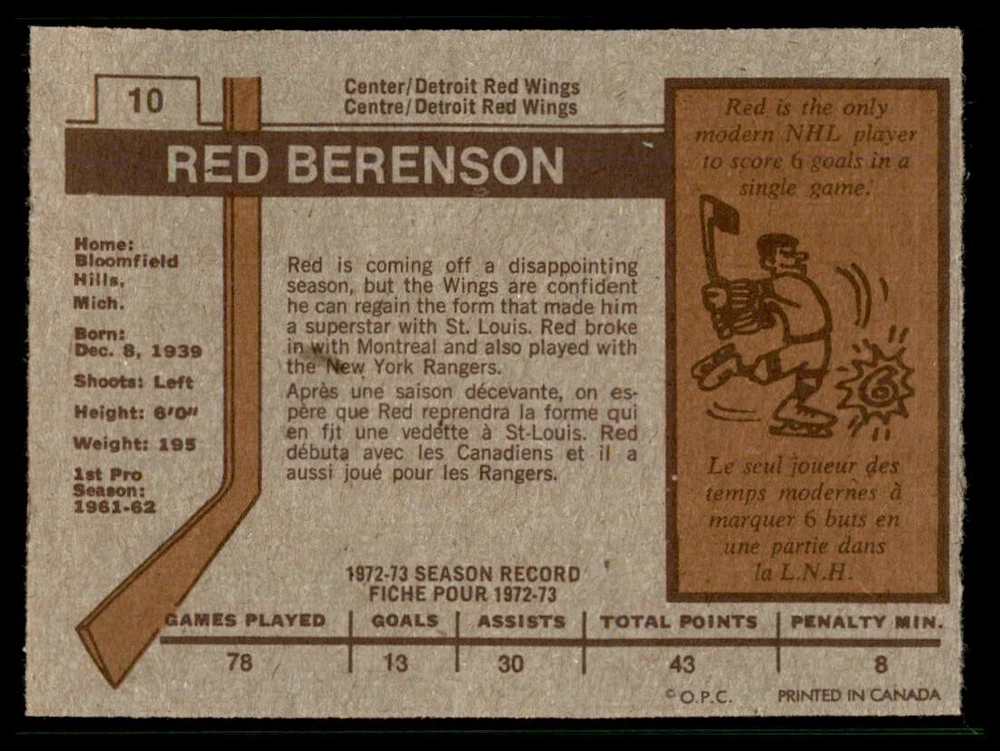 10
Center/Detroit Red Wings
Centre/Detroit Red Wings
RED BERENSON
Home:
Bloomfield
Hills,
Mich.
Born:
Dec. 8, 1939
Shoots: Left
Height: 6'0"
Weight: 195
1st Pro
Season:
1961-62
Red is coming off a disappointing
season, but the Wings are confident
he can regain the form that made him
a superstar with St. Louis. Red broke
in with Montreal and also played with
the New York Rangers.
Après une saison décevante, on es-
père que Red reprendra la forme qui
en fit une vedette à St-Louis. Red
débuta avec les Canadiens et il a
aussi joué pour les Rangers.
Red is the only
modern NHL player
to score 6 goals in a
single game.
6
Le seul joueur des
temps modernes à
marquer 6 buts en
une partie dans
la L.N.H.
1972-73 SEASON RECORD
FICHE POUR 1972-73
GAMES PLAYED GOALS ASSISTS TOTAL POINTS PENALTY MIN.
78 13 30 43 8
© O.P.C. PRINTED IN CANADA